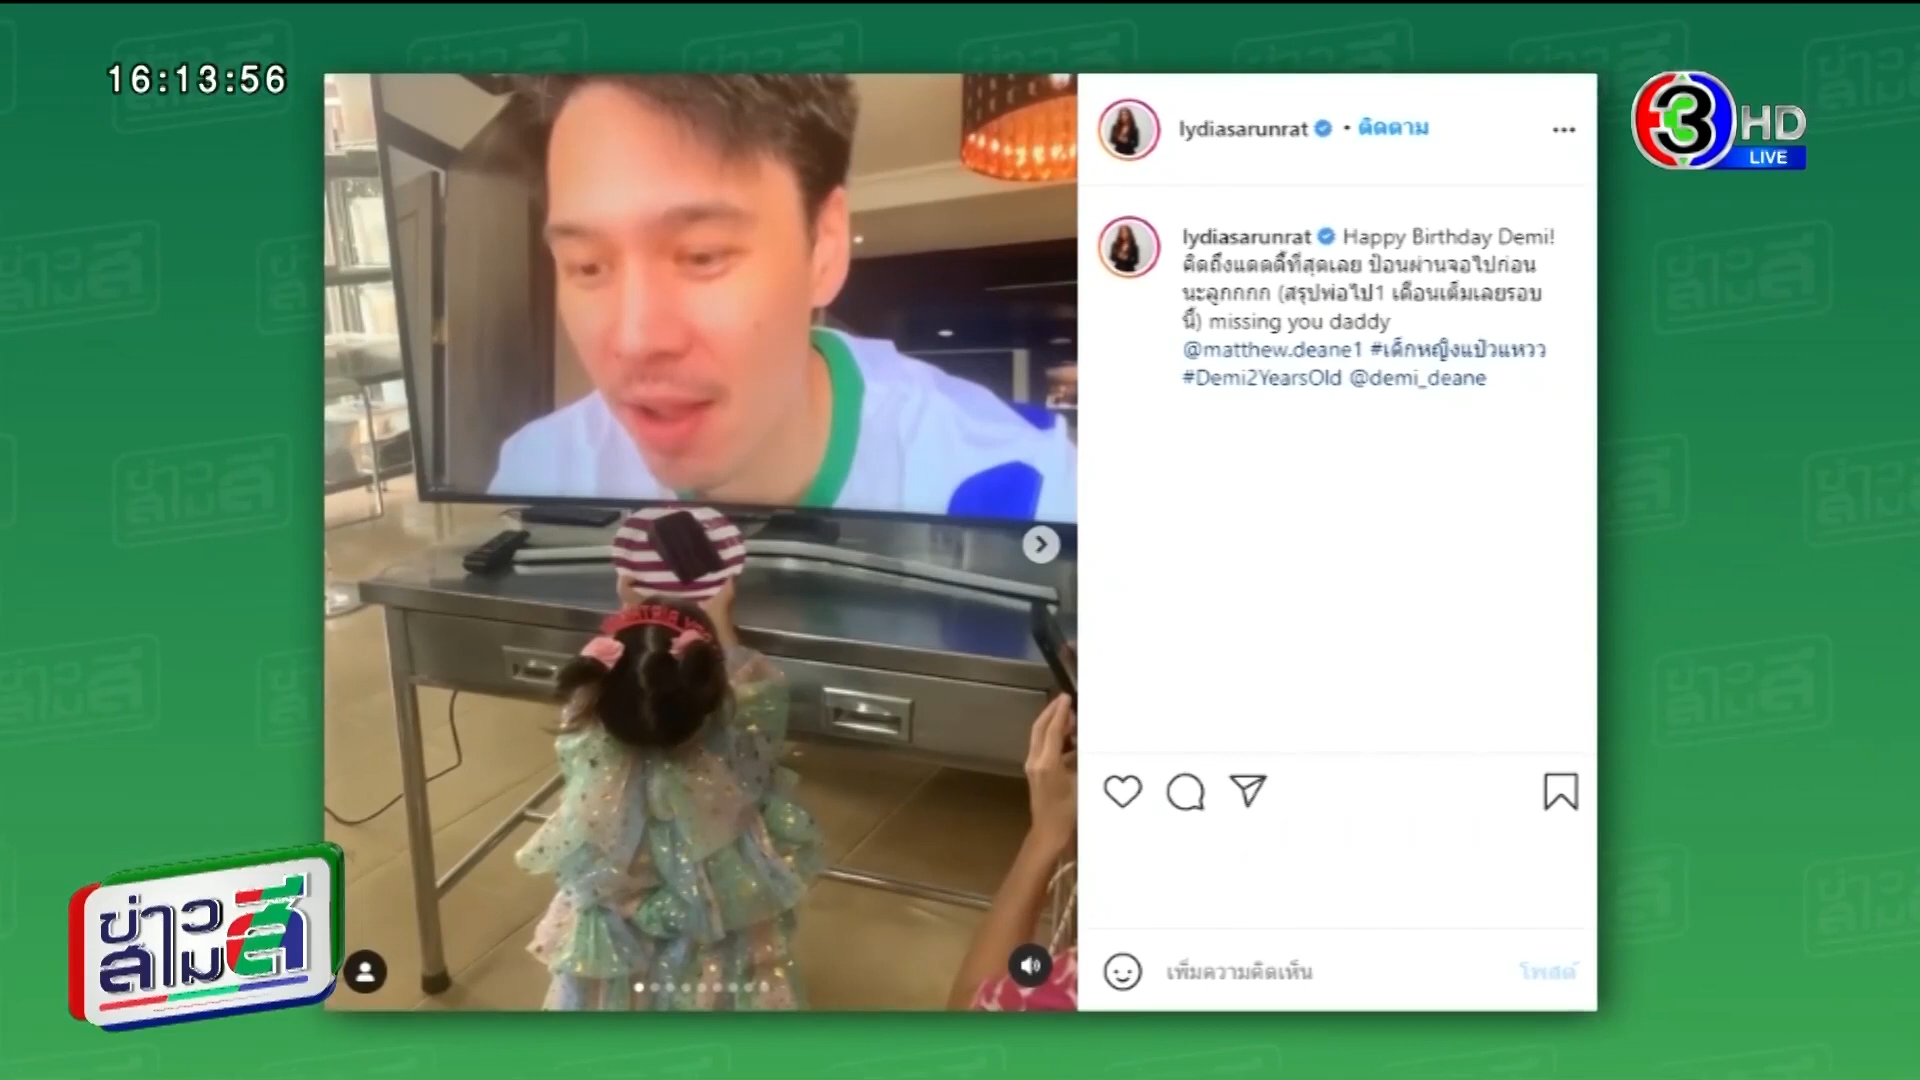 16:13:56
3 HD
LIVE
lydiasarunrat • ติดตาม
lydiasarunrat Happy Birthday Demi!
คิดถึงแดดดี้ที่สุดเลย ป้อนผ่านจอไปก่อน
นะลูกกกก (สรุปพ่อไป1 เดือนเต็มเลยรอบ
นี้) missing you daddy
@matthew.deane1 #เด็กหญิงแป๋วแหวว
#Demi2YearsOld @demi_deane
เพิ่มความคิดเห็น
โพสต์
ข่าว
สามสี